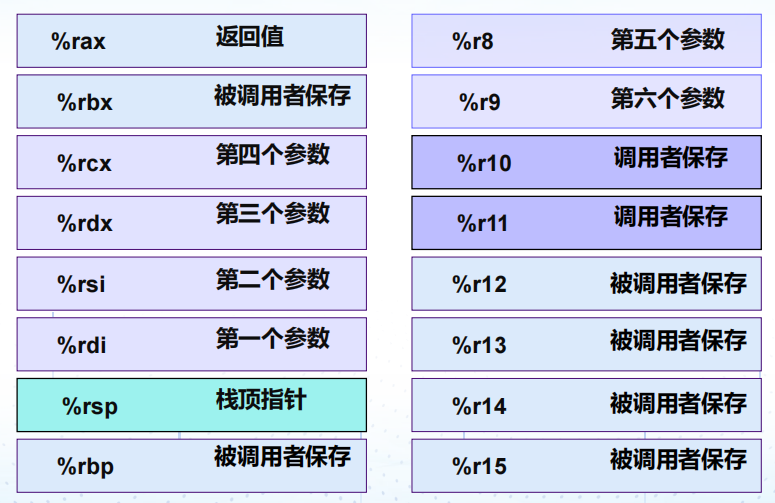 %rax 返回值
%rbx 被调用者保存
%rcx 第四个参数
%rdx 第三个参数
%rsi 第二个参数
%rdi 第一个参数
%rsp 栈顶指针
%rbp 被调用者保存
%r8 第五个参数
%r9 第六个参数
%r10 调用者保存
%r11 调用者保存
%r12 被调用者保存
%r13 被调用者保存
%r14 被调用者保存
%r15 被调用者保存